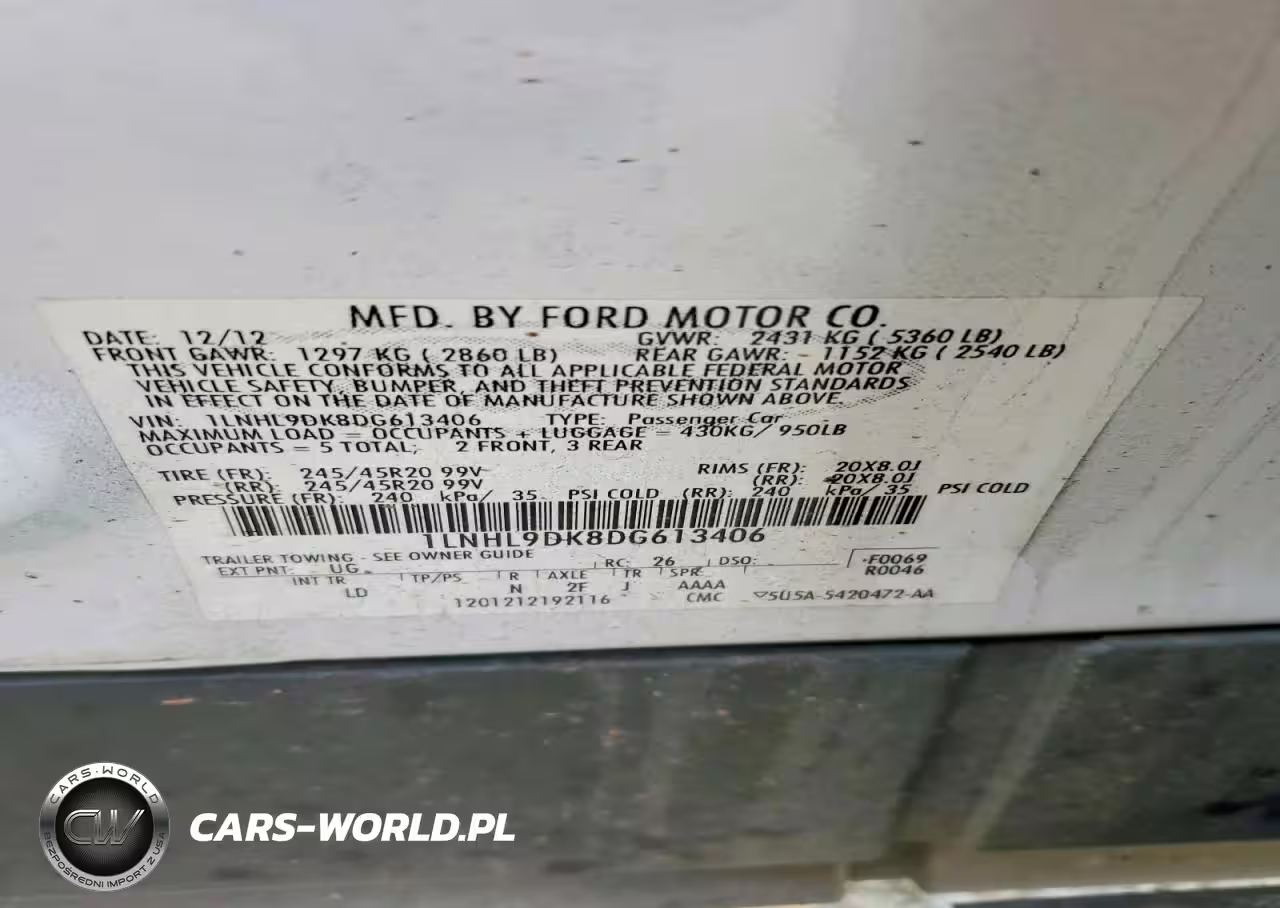 MFD. BY FORD MOTOR CO.
DATE: 12/12 GVWR: 2431 KG ( 5360 LB)
FRONT GAWR: 1297 KG ( 2860 LB) REAR GAWR: 1152 KG ( 2540 LB)
THIS VEHICLE CONFORMS TO ALL APPLICABLE FEDERAL MOTOR
VEHICLE SAFETY, BUMPER, AND THEFT PREVENTION STANDARDS
IN EFFECT ON THE DATE OF MANUFACTURE SHOWN ABOVE.
VIN: 1LNHL9DK8DG613406 TYPE: Passenger Car
MAXIMUM LOAD = OCCUPANTS + LUGGAGE = 430KG/ 950LB
OCCUPANTS = 5 TOTAL; 2 FRONT, 3 REAR
TIRE (FR): 245/45R20 99V RIMS (FR): 20X8.0J
(RR): 245/45R20 99V (RR): 20X8.0J
PRESSURE (FR): 240 kPa/ 35 PSI COLD (RR): 240 kPa/ 35 PSI COLD
1LNHL9DK8DG613406
TRAILER TOWING - SEE OWNER GUIDE
EXT PNT: UG RC: 26 DSO: F0069
R0046
INT TR TP/PS R AXLE TR SPR
LD N 2F J AAAA
1201212192116 CMC ▽5U5A-5420472-AA
CARS-WORLD
CW
BEZPOŚREDNI IMPORT Z USA
CARS-WORLD.PL